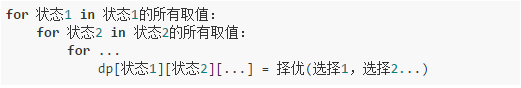 for 状态1 in 状态1的所有取值:
    for 状态2 in 状态2的所有取值:
        for ...
            dp[状态1][状态2][...] = 择优(选择1, 选择2...)